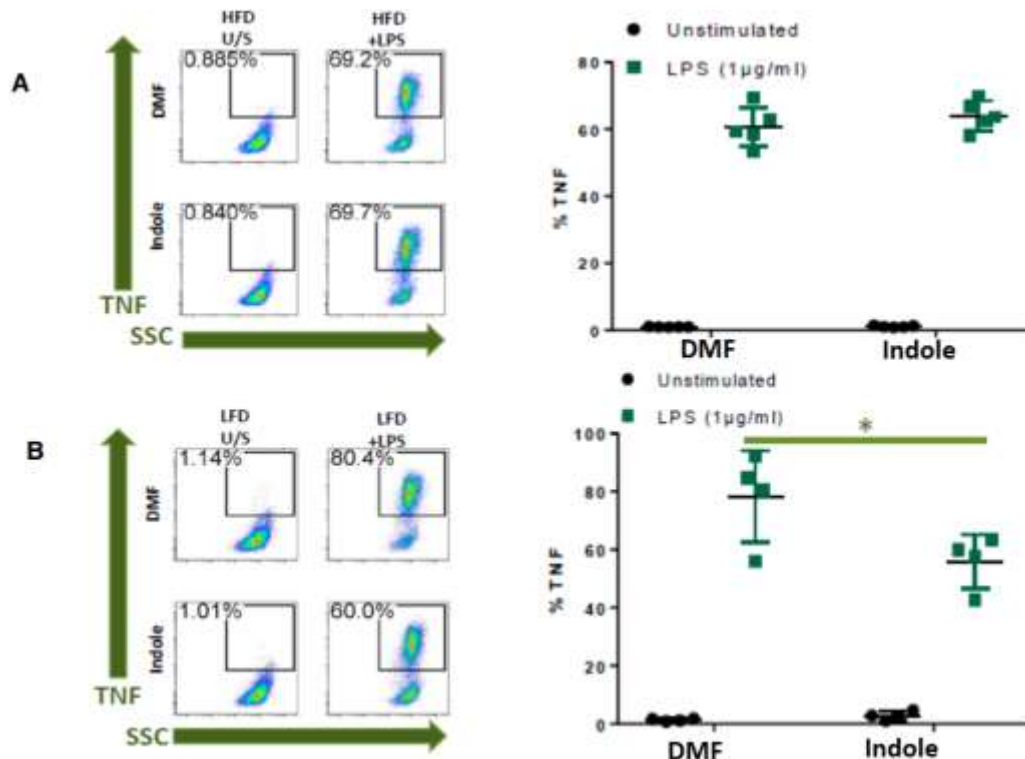 A
HFD
U/S
HFD
+LPS
DMF
0.885%
69.2%
Indole
0.840%
69.7%
TNF
SSC
Unstimulated
LPS (1µg/ml)
% TNF
80
60
40
20
0
DMF
Indole
B
LFD
U/S
LFD
+LPS
DMF
1.14%
80.4%
Indole
1.01%
60.0%
TNF
SSC
Unstimulated
LPS (1µg/ml)
*
% TNF
100
80
60
40
20
0
DMF
Indole